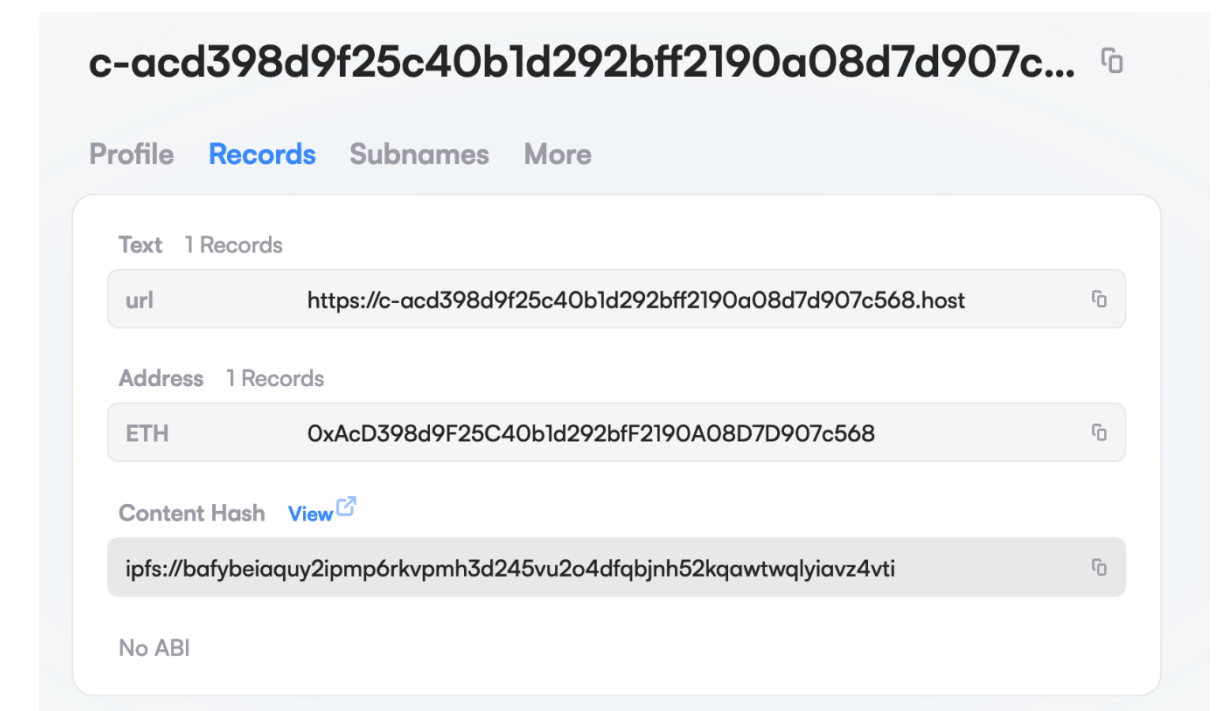 c-acd398d9f25c40b1d292bff2190a08d7d907c...
Profile Records Subnames More
Text 1 Records
url https://c-acd398d9f25c40b1d292bff2190a08d7d907c568.host
Address 1 Records
ETH 0xAcD398d9F25C40b1d292bfF2190A08D7D907c568
Content Hash View
ipfs://bafybeiaquy2ipmp6rkvpmh3d245vu2o4dfqbjnh52kqawtwqlyiavz4vti
No ABI